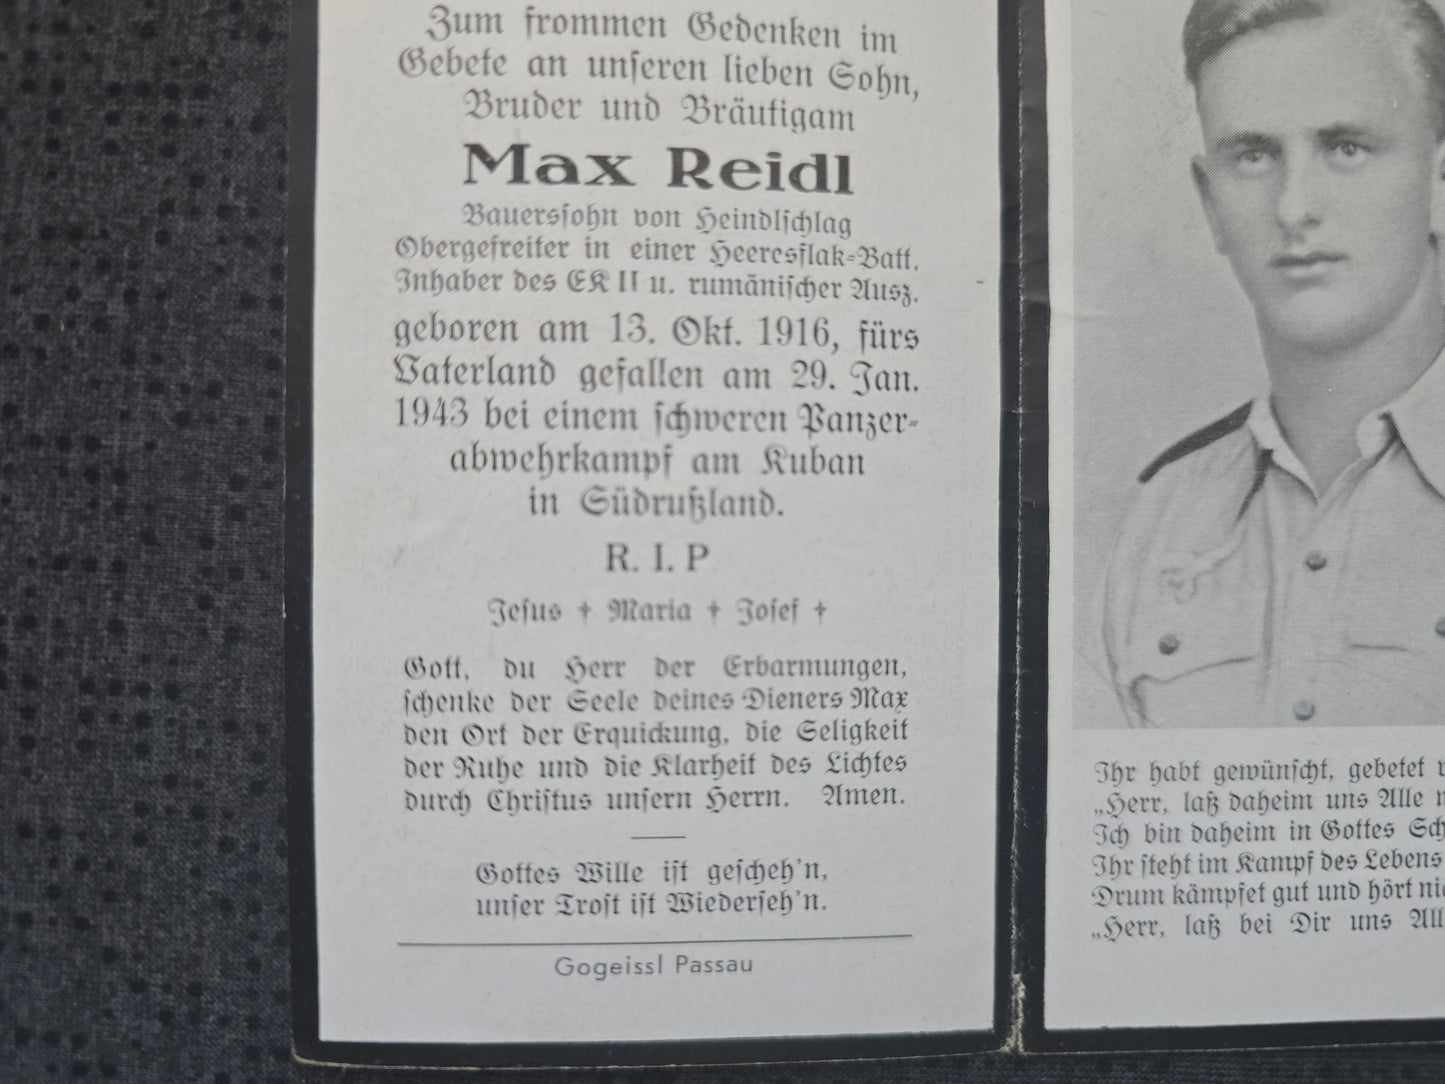 Zum frommen Gedenken im
Gebete an unseren lieben Sohn,
Bruder und Bräutigam
Max Reidl
Bauerssohn von Heindlschlag
Obergefreiter in einer Heeresflak-Batt.
Inhaber des EK II u. rumänischer Ausz.
geboren am 13. Okt. 1916, fürs
Vaterland gefallen am 29. Jan.
1943 bei einem schweren Panzer-
abwehrkampf am Kuban
in Südrußland.
R. I. P
Jesus + Maria + Josef +
Gott, du Herr der Erbarmungen,
schenke der Seele deines Dieners Max
den Ort der Erquickung, die Seligkeit
der Ruhe und die Klarheit des Lichtes
durch Christus unsern Herrn. Amen.
Gottes Wille ist gescheh'n,
unser Trost ist Wiederseh'n.
Gogeissl Passau
Ihr habt gewünscht, gebetet
„Herr, laß daheim uns Alle
Ich bin daheim in Gottes
Ihr steht im Kampf des Lebens
Drum kämpfet gut und hört
„Herr, laß bei Dir uns